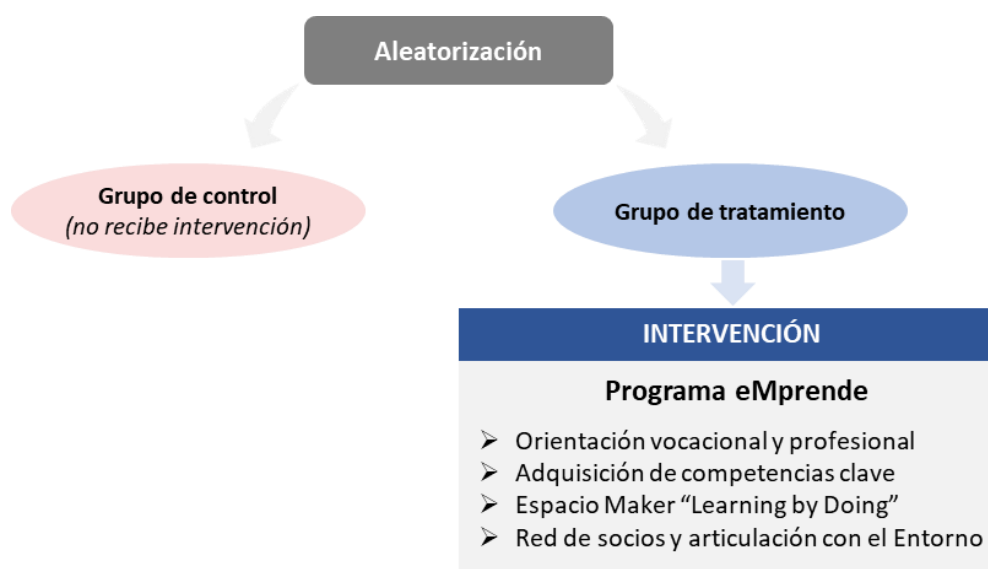 Aleatorización
Grupo de control
(no recibe intervención)
Grupo de tratamiento
INTERVENCIÓN
Programa eMprende
➢ Orientación vocacional y profesional
➢ Adquisición de competencias clave
➢ Espacio Maker “Learning by Doing”
➢ Red de socios y articulación con el Entorno